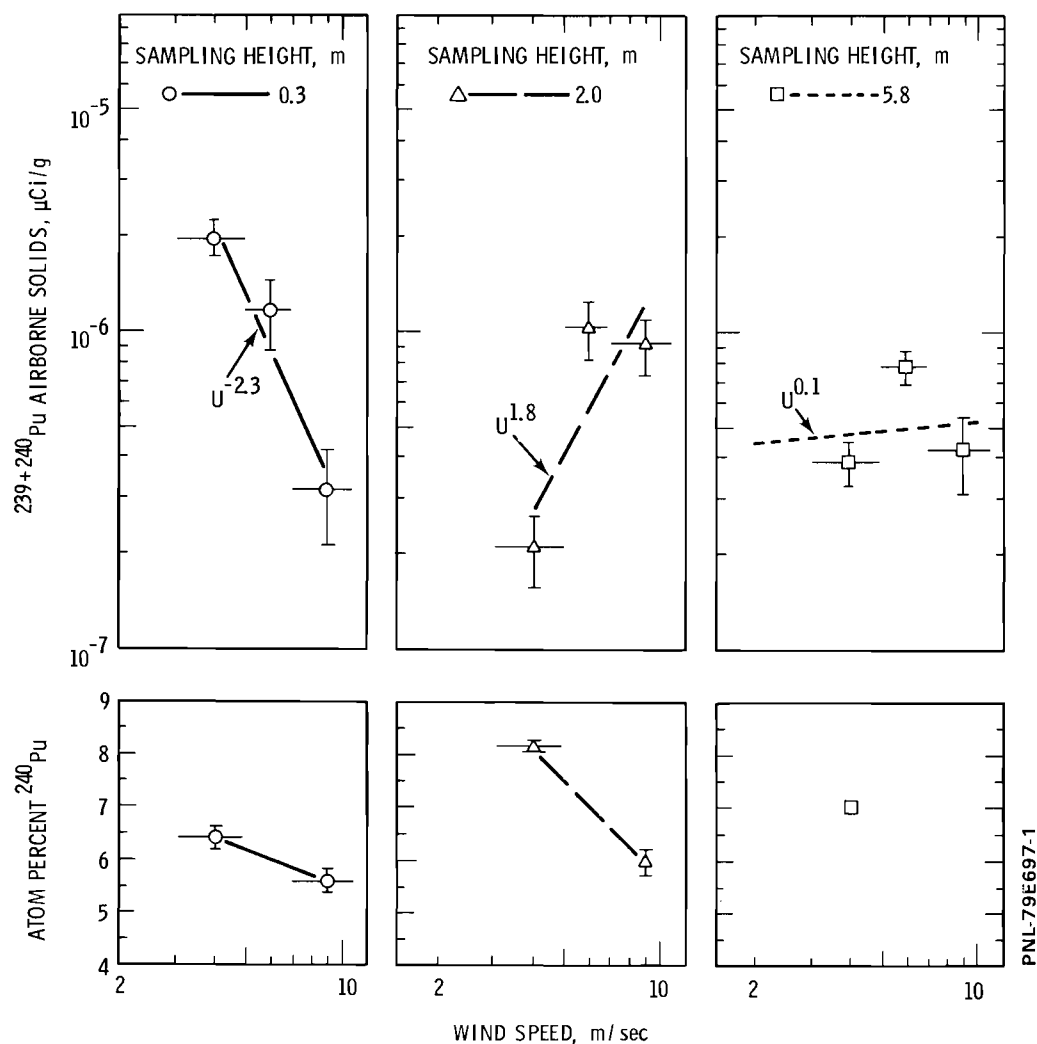 SAMPLING HEIGHT, m
0.3
SAMPLING HEIGHT, m
2.0
SAMPLING HEIGHT, m
5.8
239+240Pu AIRBORNE SOLIDS, μCi/g
10^-5
10^-6
10^-7
U^-2.3
U^1.8
U^0.1
ATOM PERCENT 240Pu
9
8
7
6
5
4
2 10
2 10
2 10
WIND SPEED, m/sec
PNL-79E697-1